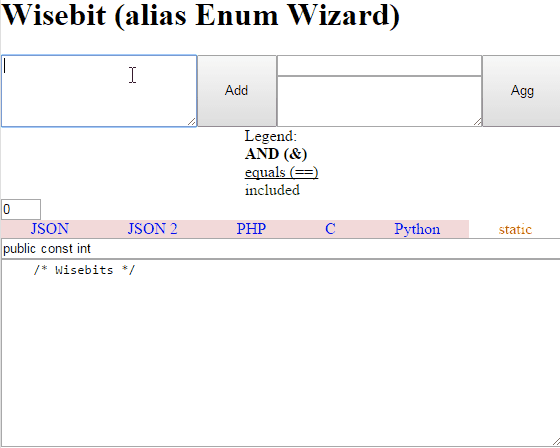 Wisebit (alias Enum Wizard)
Add
Agg
Legend:
AND (&)
equals (==)
included
0
JSON JSON 2 PHP C Python static
public const int
/* Wisebits */